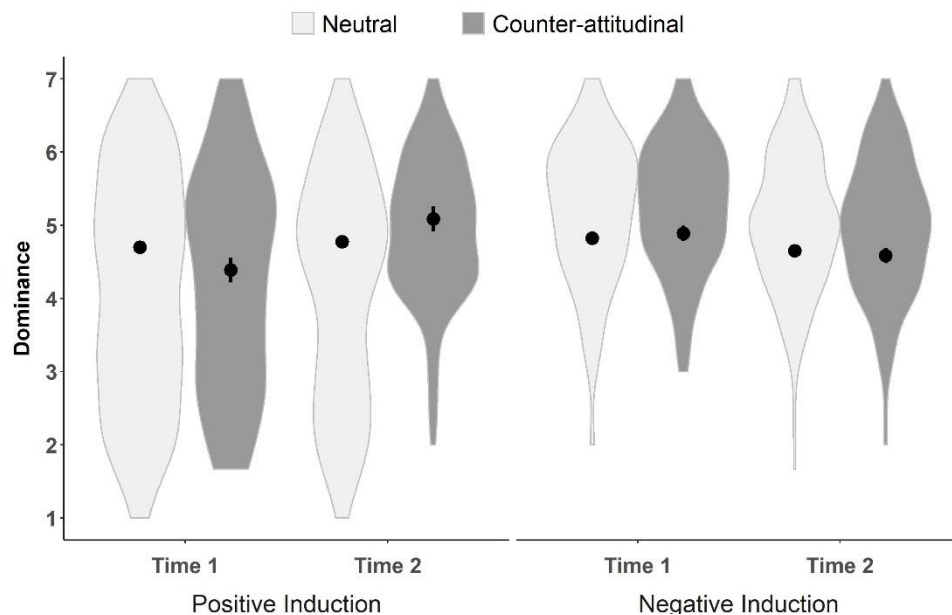 Neutral Counter-attitudinal
Dominance
7
6
5
4
3
2
1
Time 1 Time 2 Time 1 Time 2
Positive Induction Negative Induction